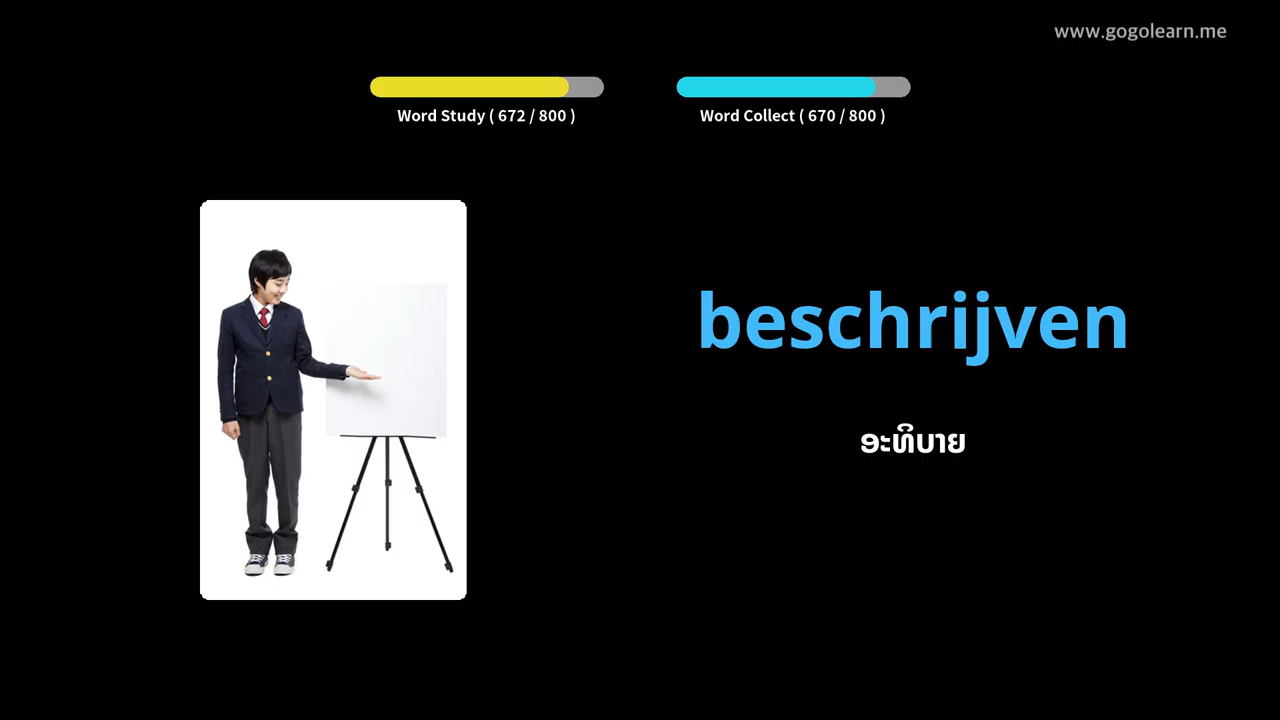 www.gogolearn.me
Word Study ( 672 / 800 )
Word Collect ( 670 / 800 )
beschrijven
ອະທິບາຍ